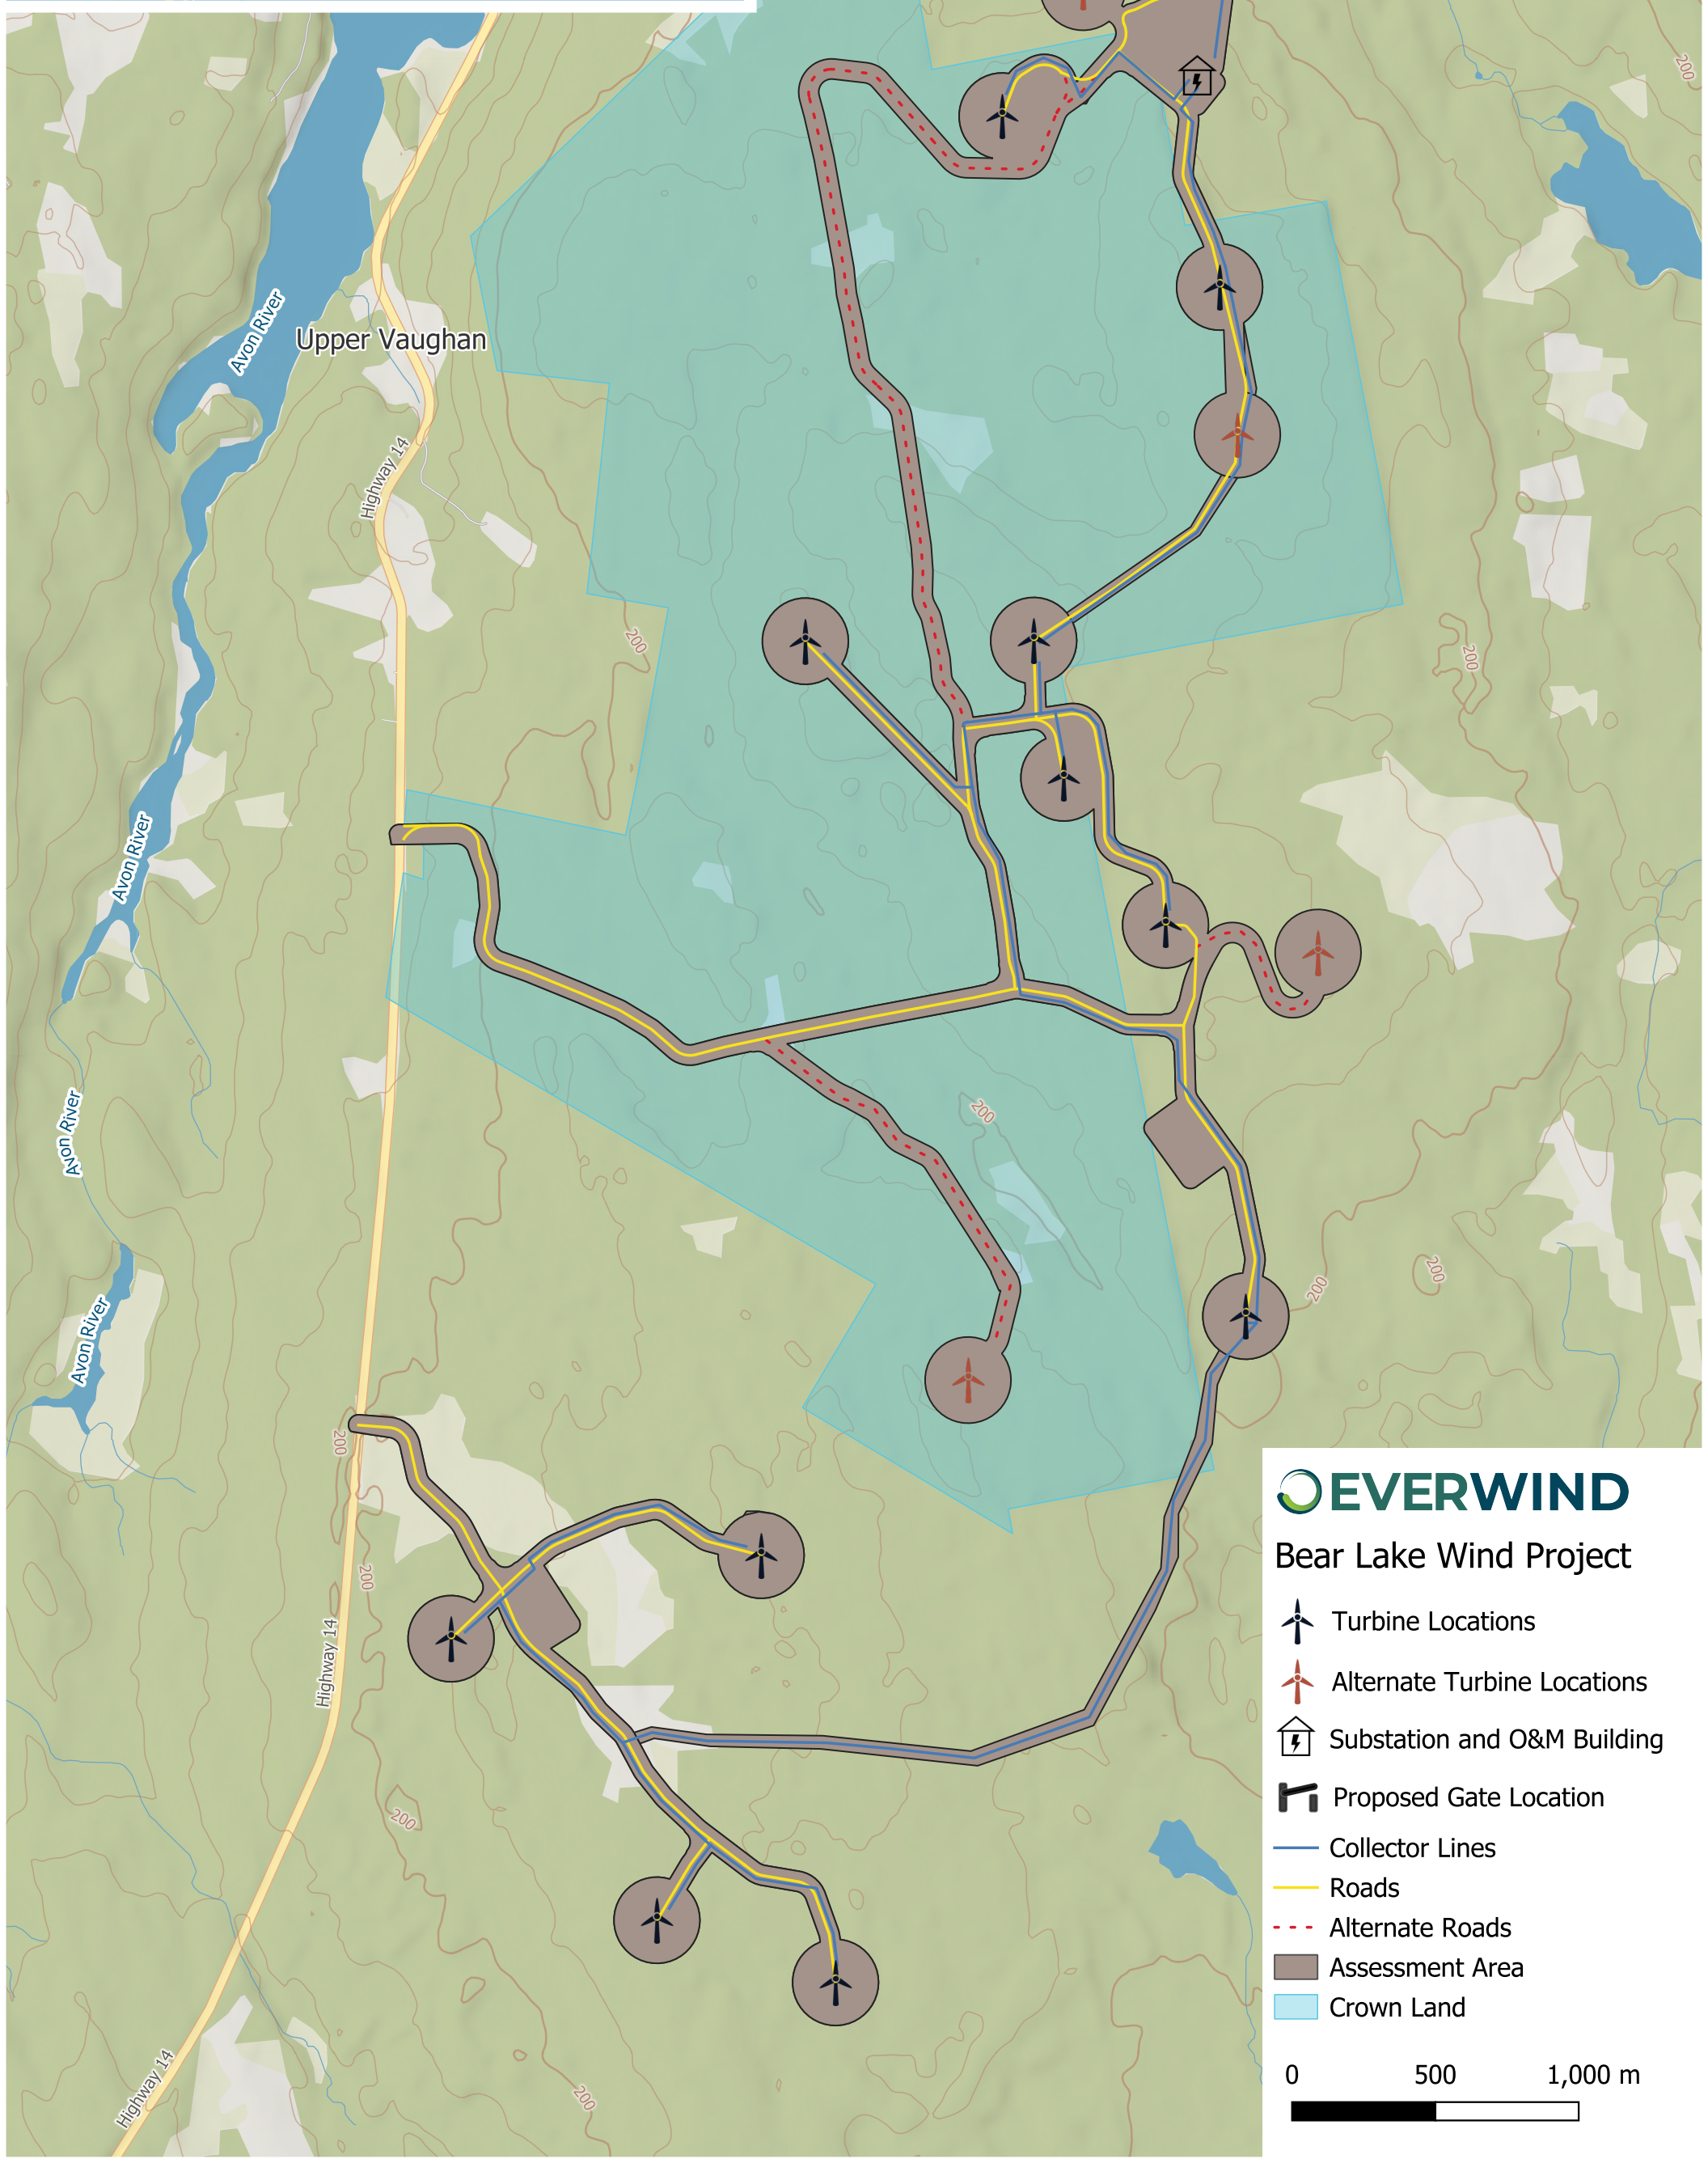 200
Avon River
Upper Vaughan
Highway 14
200
200
Avon River
Avon River
200
200
200
Avon River
200
200
Highway 14
200
Highway 14
200
EVERWIND
Bear Lake Wind Project
Turbine Locations
Alternate Turbine Locations
Substation and O&M Building
Proposed Gate Location
Collector Lines
Roads
Alternate Roads
Assessment Area
Crown Land
0 500 1,000 m